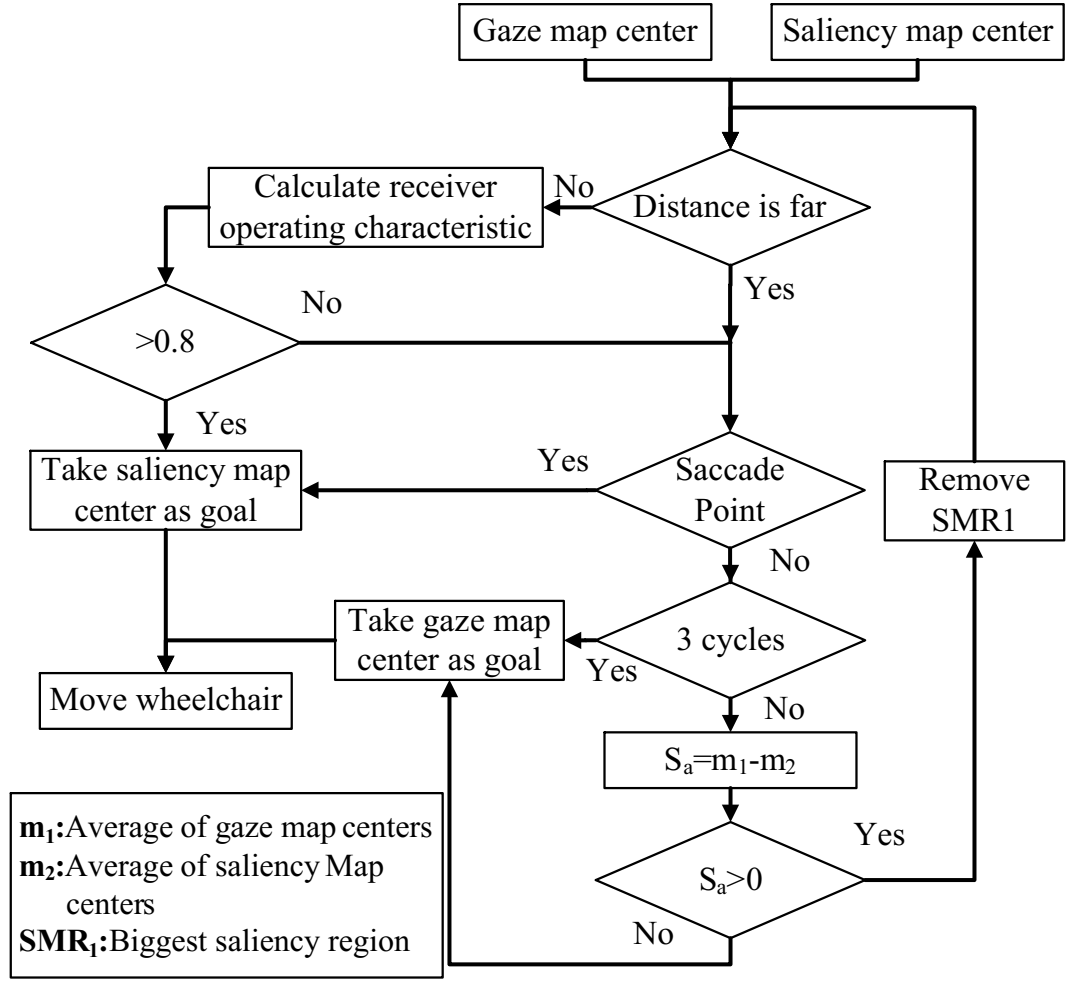 Gaze map center
Saliency map center
Calculate receiver
operating characteristic
No
Distance is far
Yes
No
>0.8
Yes
Take saliency map
center as goal
Yes
Saccade
Point
Remove
SMR1
No
Take gaze map
center as goal
Yes
3 cycles
Move wheelchair
No
Sₐ=m₁-m₂
m₁:Average of gaze map centers
m₂:Average of saliency Map
centers
SMR₁:Biggest saliency region
Yes
Sₐ>0
No